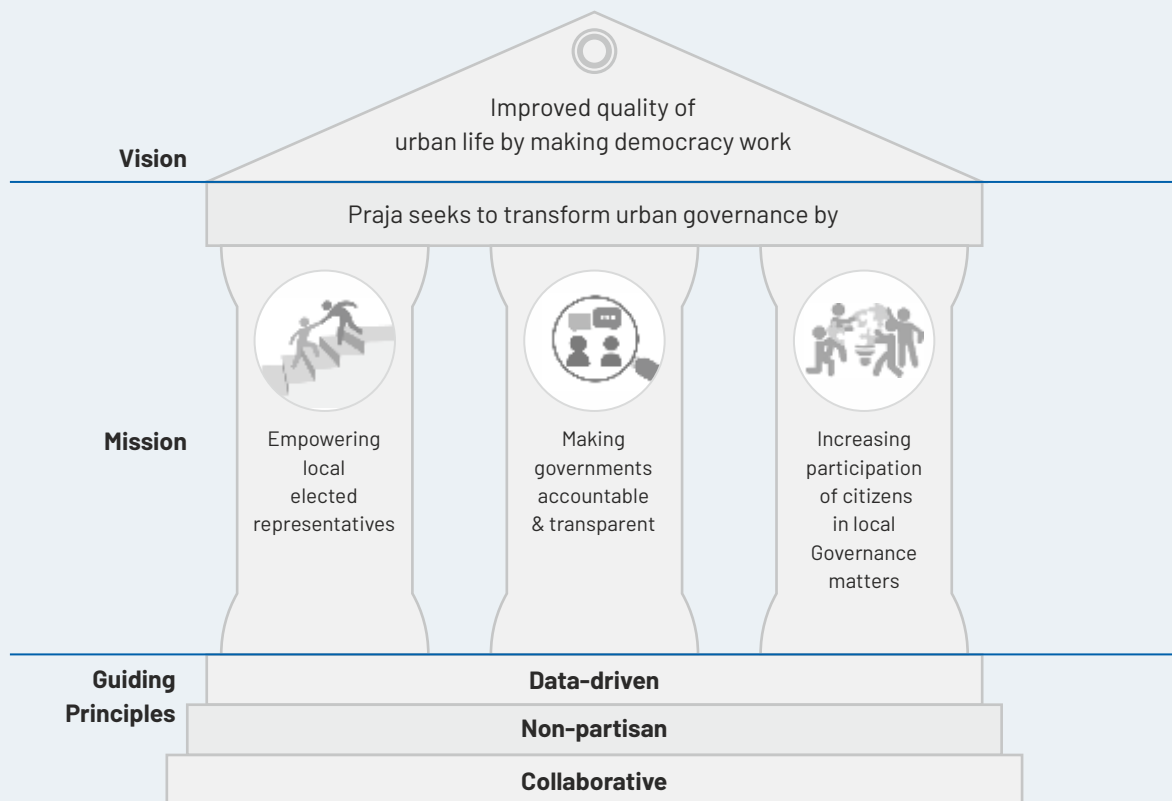 Improved quality of
urban life by making democracy work
Vision
Praja seeks to transform urban governance by
Mission
Empowering
local
elected
representatives
Making
governments
accountable
& transparent
Increasing
participation
of citizens
in local
Governance
matters
Guiding
Principles
Data-driven
Non-partisan
Collaborative